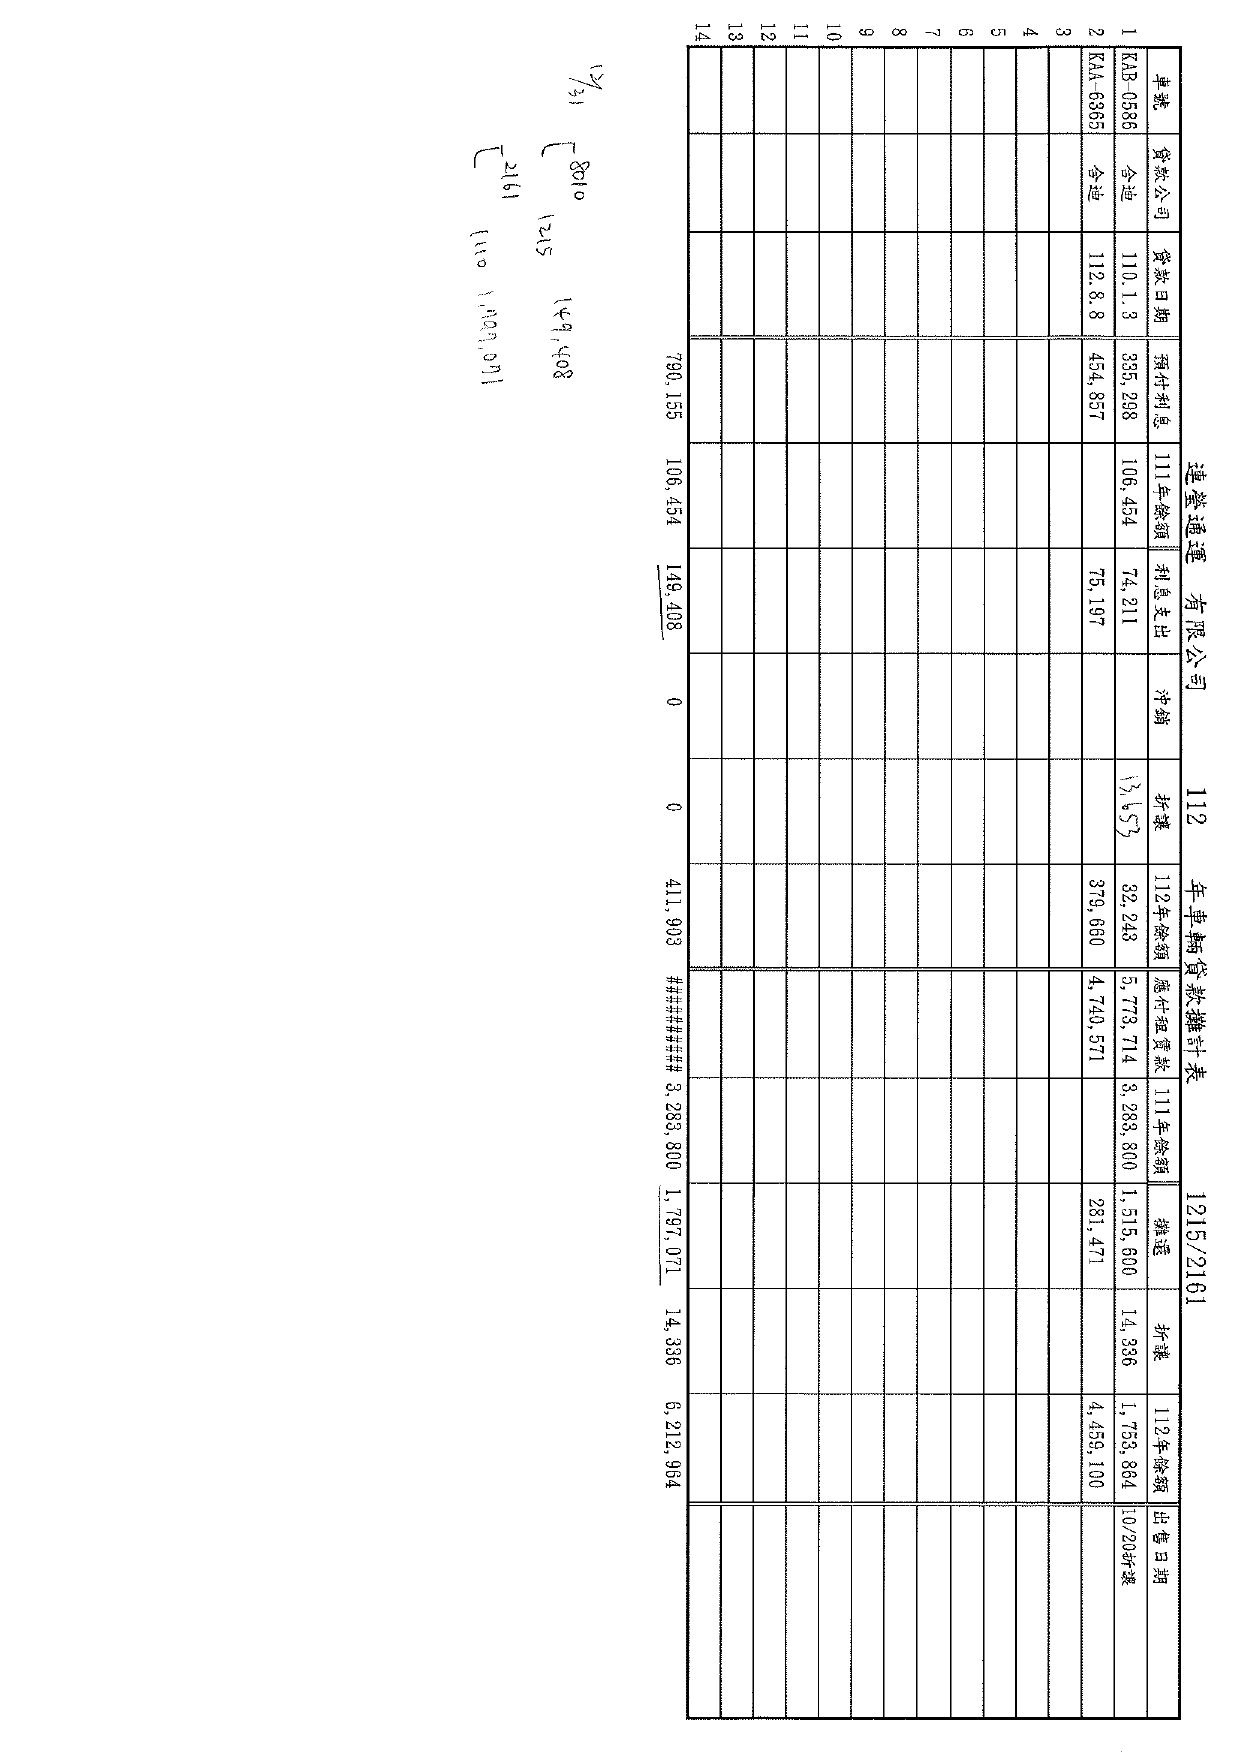 連瑩通運 有限公司 112 年車輛貸款攤計表 1215/2161
車號 貸款公司 貸款日期 預付利息 111年餘額 利息支出 沖銷 折讓 112年餘額 應付租賃款 111年餘額 攤還 折讓 112年餘額 出售日期
1 KAB-0586 合迪 110.1.3 335,298 106,454 74,211 13,653 32,243 5,773,714 3,283,800 1,515,600 14,336 1,753,864 10/20折讓
2 KAA-6365 合迪 112.8.8 454,857 75,197 379,660 4,740,571 281,471 4,459,100
3
4
5
6
7
8
9
10
11
12
13
14
790,155 106,454 149,408 0 0 411,903 ########## 3,283,800 1,797,071 14,336 6,212,964
12/31 8010 149,408
1215
2161 1,797,071
1110